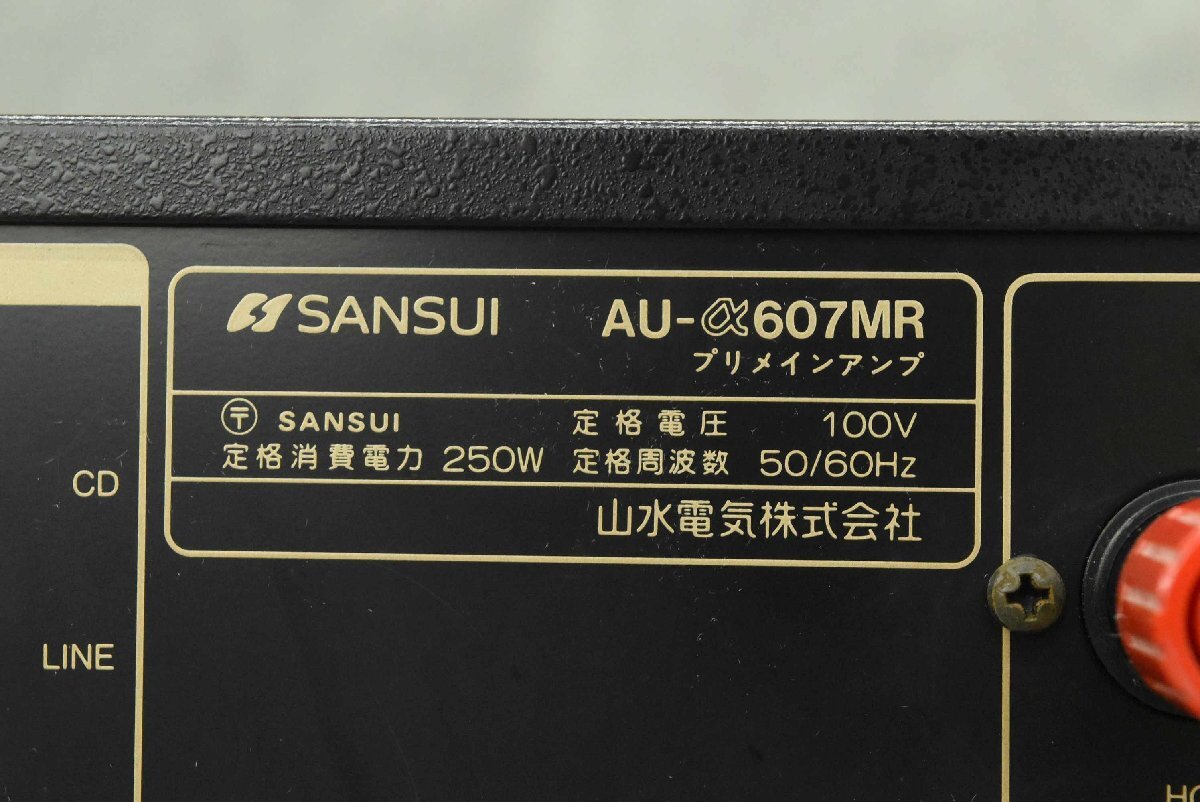 SANSUI AU-α607MR
プリメインアンプ
〒 SANSUI 定格電圧 100V
定格消費電力 250W 定格周波数 50/60Hz
山水電気株式会社
CD
LINE